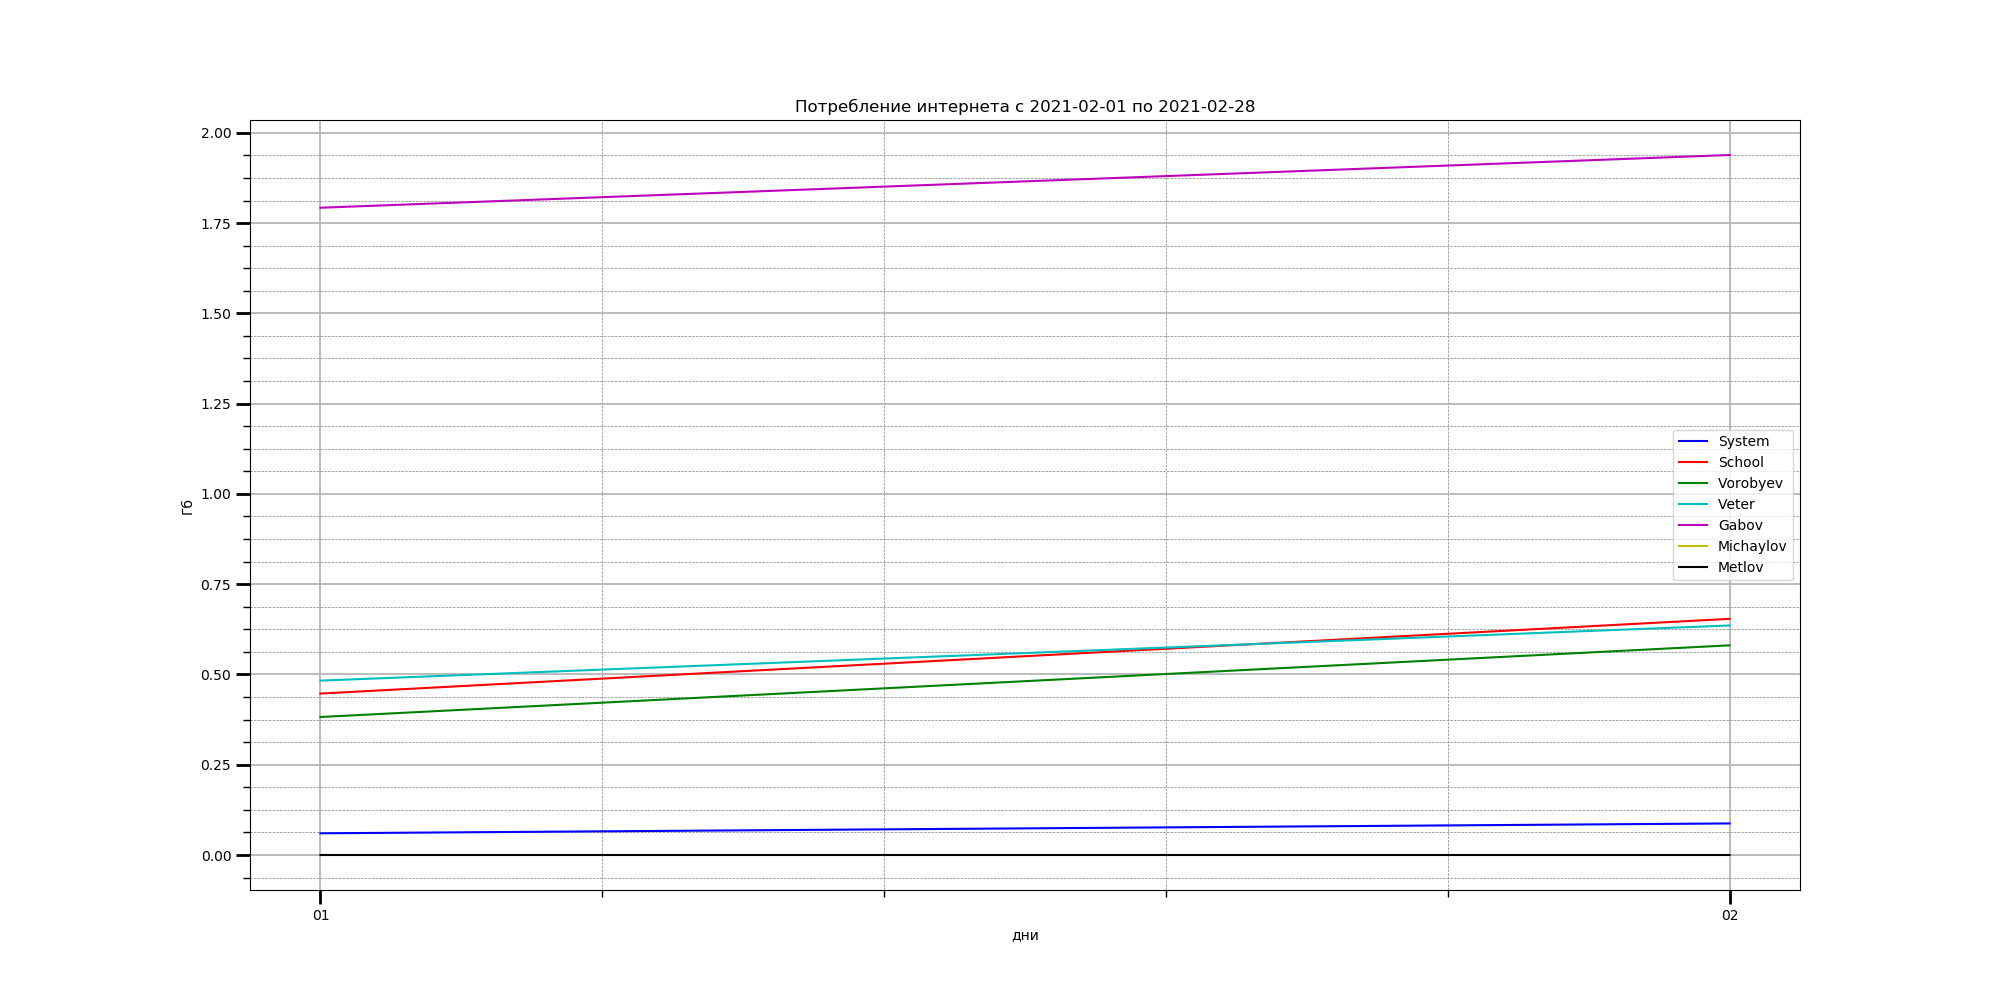 Потребление интернета с 2021-02-01 по 2021-02-28
2.00
1.75
1.50
1.25
1.00
0.75
0.50
0.25
0.00
Гб
System
School
Vorobyev
Veter
Gabov
Michaylov
Metlov
01
02
дни